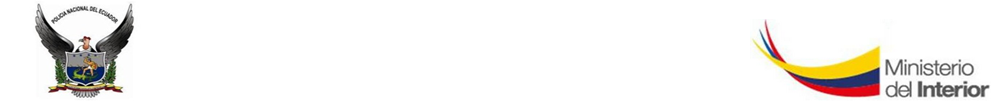 POLICIA NACIONAL DEL ECUADOR
Ministerio
del Interior